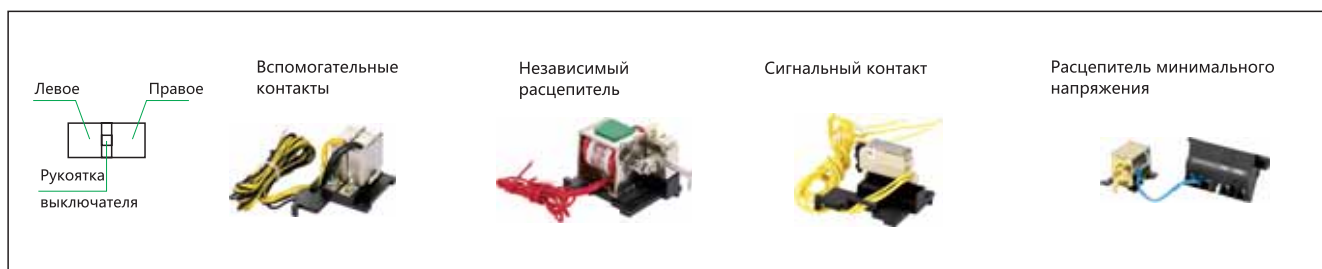 Левое
Правое
Рукоятка
выключателя
Вспомогательные
контакты
Независимый
расцепитель
Сигнальный контакт
Расцепитель минимального
напряжения